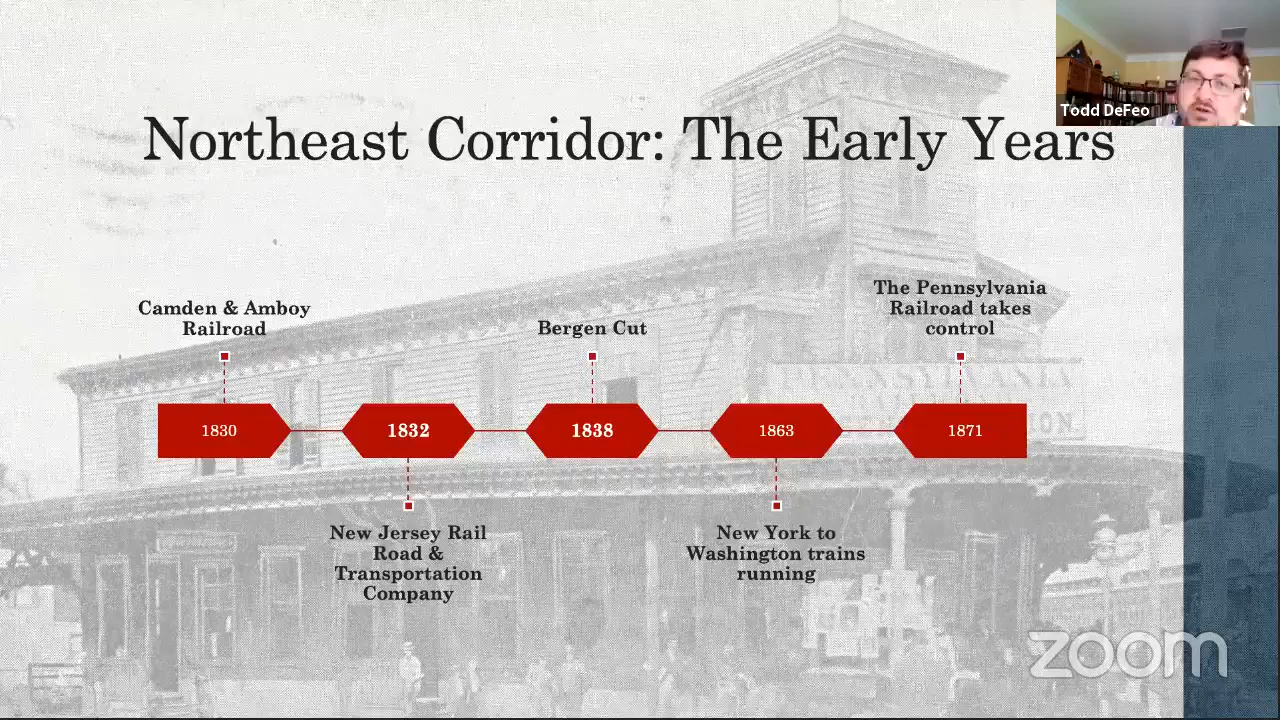 Todd DeFeo
Northeast Corridor: The Early Years
Camden & Amboy
Railroad
Bergen Cut
The Pennsylvania
Railroad takes
control
1830
1832
1838
1863
1871
New Jersey Rail
Road &
Transportation
Company
New York to
Washington trains
running
PENNSYLVANIA
zoom